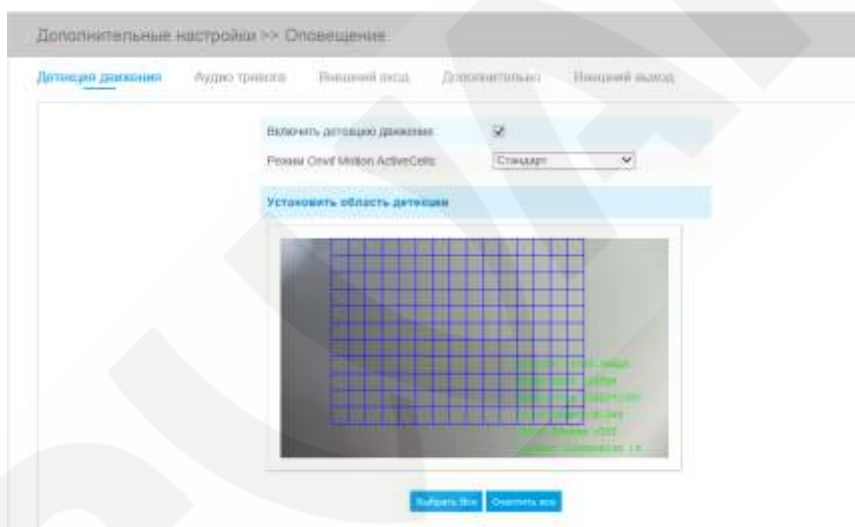 Дополнительные настройки >> Оповещение
Детекция движения Аудио тревога Внешний вход Дополнительно Внешний выход
Включить детекцию движения
Режим Onvif Motion ActiveCells Стандарт
Установить область детекции
Выбрать Все Очистить все